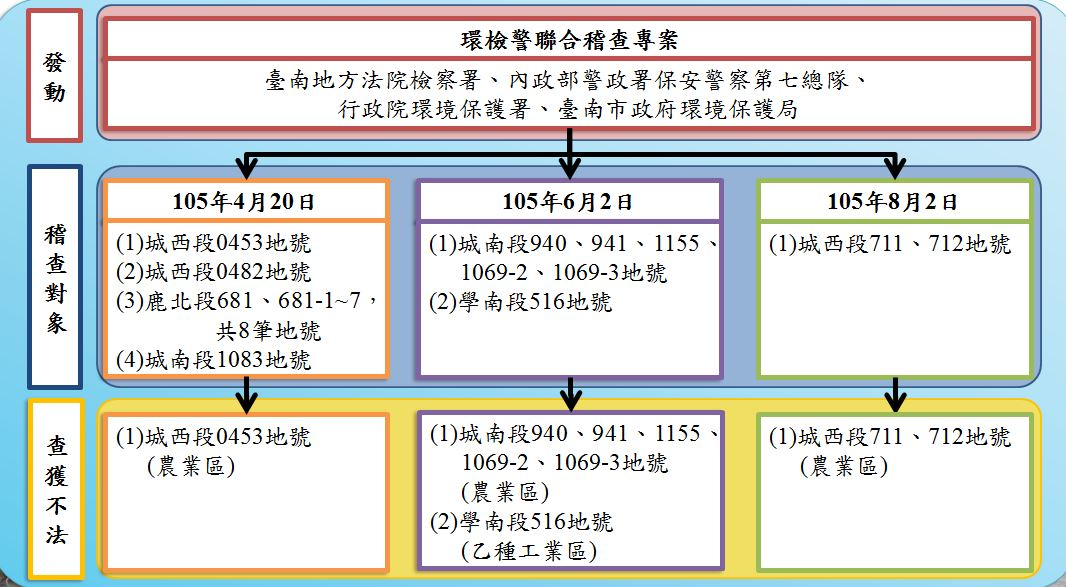 發動
環檢警聯合稽查專案
臺南地方法院檢察署、內政部警政署保安警察第七總隊、
行政院環境保護署、臺南市政府環境保護局
稽查對象
105年4月20日
(1)城西段0453地號
(2)城西段0482地號
(3)鹿北段681、681-1~7，
共8筆地號
(4)城南段1083地號
105年6月2日
(1)城南段940、941、1155、
1069-2、1069-3地號
(2)學南段516地號
105年8月2日
(1)城西段711、712地號
查獲不法
(1)城西段0453地號
(農業區)
(1)城南段940、941、1155、
1069-2、1069-3地號
(農業區)
(2)學南段516地號
(乙種工業區)
(1)城西段711、712地號
(農業區)